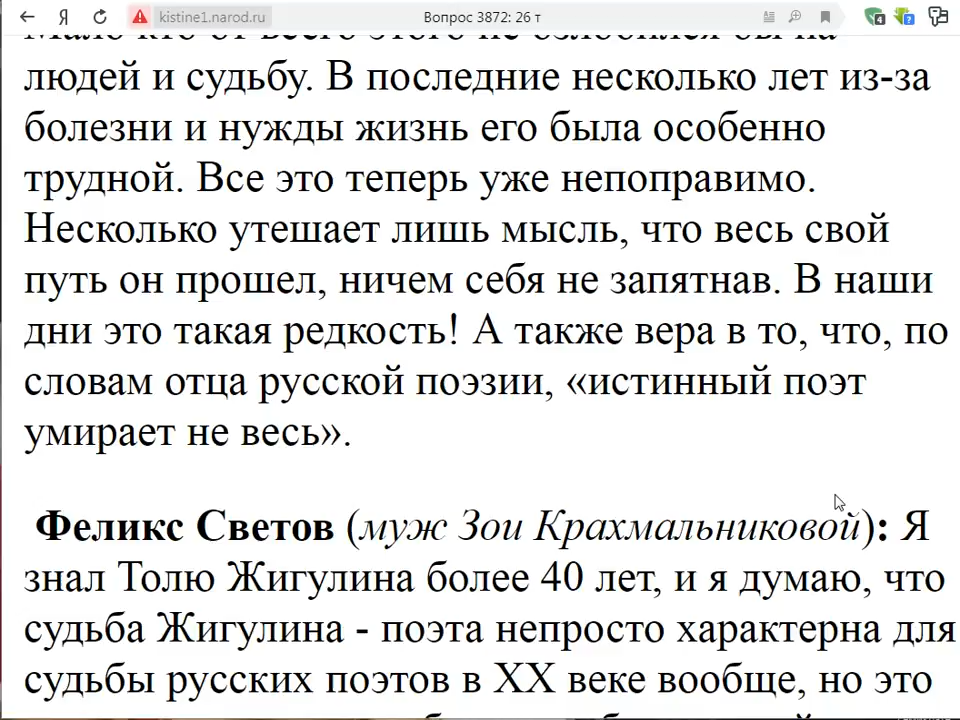 kistine1.narod.ru
Вопрос 3872: 26 т
людей и судьбу. В последние несколько лет из-за
болезни и нужды жизнь его была особенно
трудной. Все это теперь уже непоправимо.
Несколько утешает лишь мысль, что весь свой
путь он прошел, ничем себя не запятнав. В наши
дни это такая редкость! А также вера в то, что, по
словам отца русской поэзии, «истинный поэт
умирает не весь».
Феликс Светов (муж Зои Крахмальниковой): Я
знал Толю Жигулина более 40 лет, и я думаю, что
судьба Жигулина - поэта непросто характерна для
судьбы русских поэтов в XX веке вообще, но это